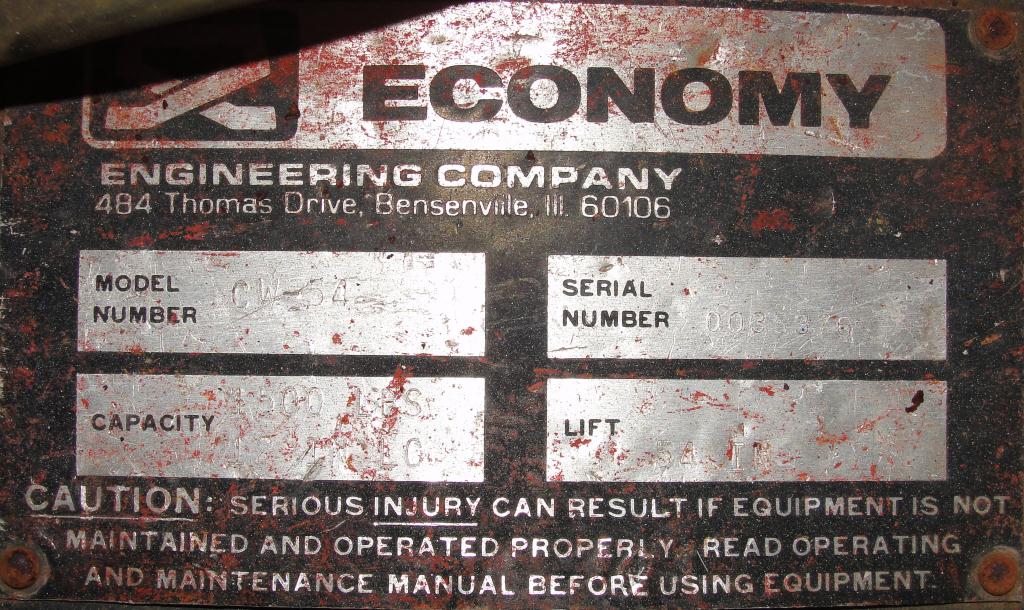 ECONOMY
ENGINEERING COMPANY
484 Thomas Drive, Bensenville, Ill. 60106
MODEL NUMBER CW-54
SERIAL NUMBER
CAPACITY LBS
LIFT 54 IN
CAUTION: SERIOUS INJURY CAN RESULT IF EQUIPMENT IS NOT
MAINTAINED AND OPERATED PROPERLY. READ OPERATING
AND MAINTENANCE MANUAL BEFORE USING EQUIPMENT.